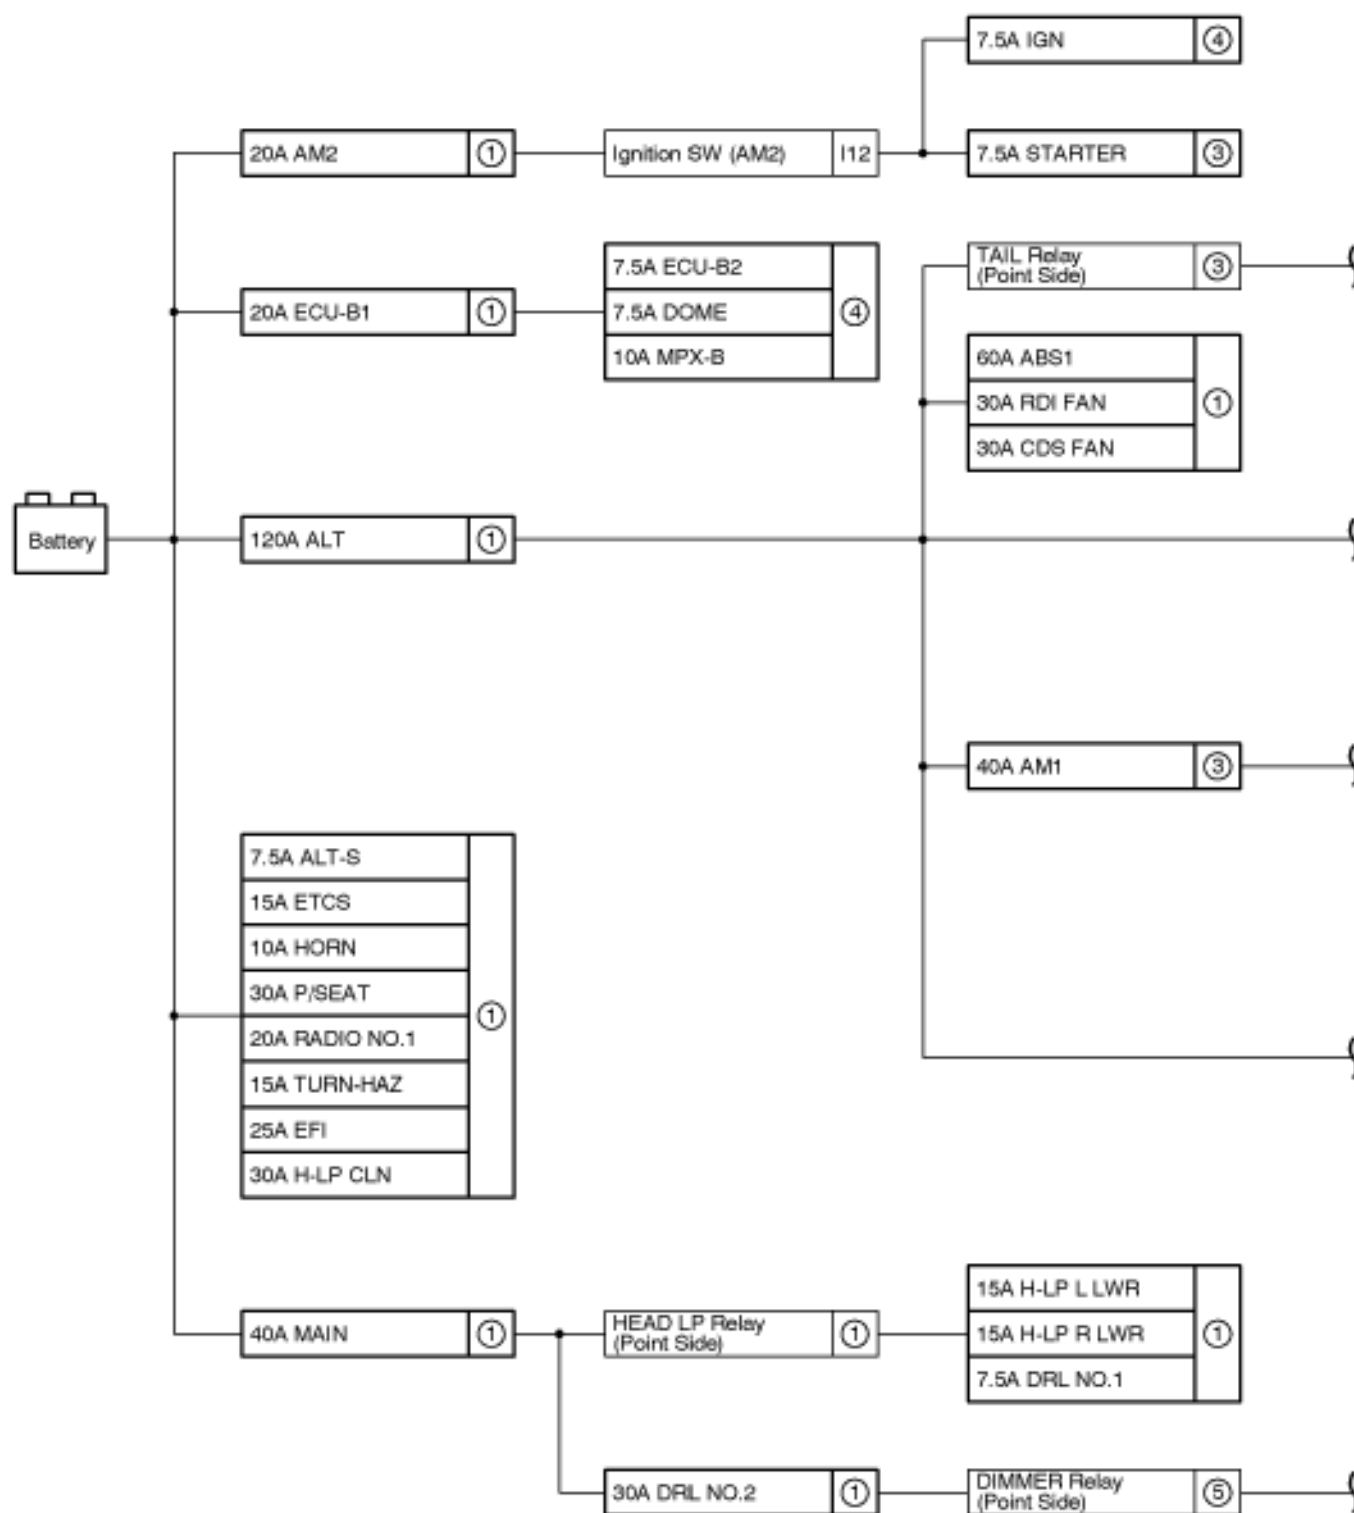 7.5A IGN ④
20A AM2 ① Ignition SW (AM2) I12 7.5A STARTER ③
TAIL Relay
(Point Side) ③
7.5A ECU-B2
20A ECU-B1 ① 7.5A DOME ④
10A MPX-B
60A ABS1
30A RDI FAN ①
30A CDS FAN
Battery 120A ALT ①
40A AM1 ③
7.5A ALT-S
15A ETCS
10A HORN
30A P/SEAT
①
20A RADIO NO.1
15A TURN-HAZ
25A EFI
30A H-LP CLN
15A H-LP L LWR
40A MAIN ① HEAD LP Relay
(Point Side) ① 15A H-LP R LWR ①
7.5A DRL NO.1
30A DRL NO.2 ① DIMMER Relay
(Point Side) ⑤